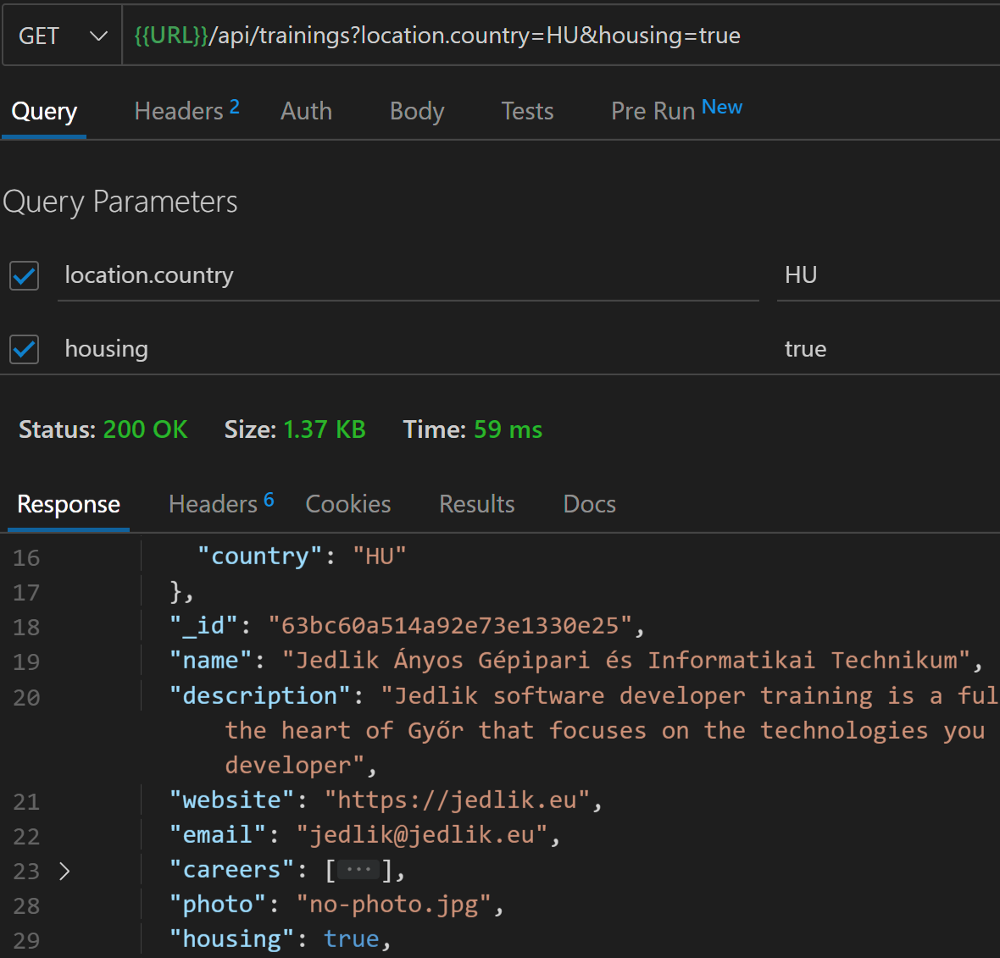 GET {{URL}}/api/trainings?location.country=HU&housing=true
Query Headers 2 Auth Body Tests Pre Run New
Query Parameters
location.country HU
housing true
Status: 200 OK Size: 1.37 KB Time: 59 ms
Response Headers 6 Cookies Results Docs
16 "country": "HU"
17 },
18 "_id": "63bc60a514a92e73e1330e25",
19 "name": "Jedlik Ányos Gépipari és Informatikai Technikum",
20 "description": "Jedlik software developer training is a ful
the heart of Győr that focuses on the technologies you
developer",
21 "website": "https://jedlik.eu",
22 "email": "jedlik@jedlik.eu",
23 "careers": [···],
28 "photo": "no-photo.jpg",
29 "housing": true,